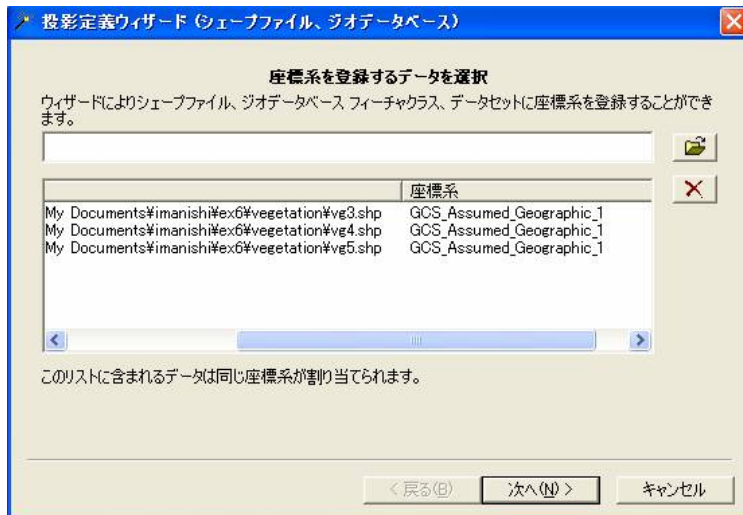 投影定義ウィザード (シェープファイル、ジオデータベース)
座標系を登録するデータを選択
ウィザードによりシェープファイル、ジオデータベース フィーチャクラス、データセットに座標系を登録することができ
ます。
座標系
My Documents¥imanishi¥ex6¥vegetation¥vg3.shp GCS_Assumed_Geographic_1
My Documents¥imanishi¥ex6¥vegetation¥vg4.shp GCS_Assumed_Geographic_1
My Documents¥imanishi¥ex6¥vegetation¥vg5.shp GCS_Assumed_Geographic_1
このリストに含まれるデータは同じ座標系が割り当てられます。
< 戻る(B) 次へ(N) > キャンセル